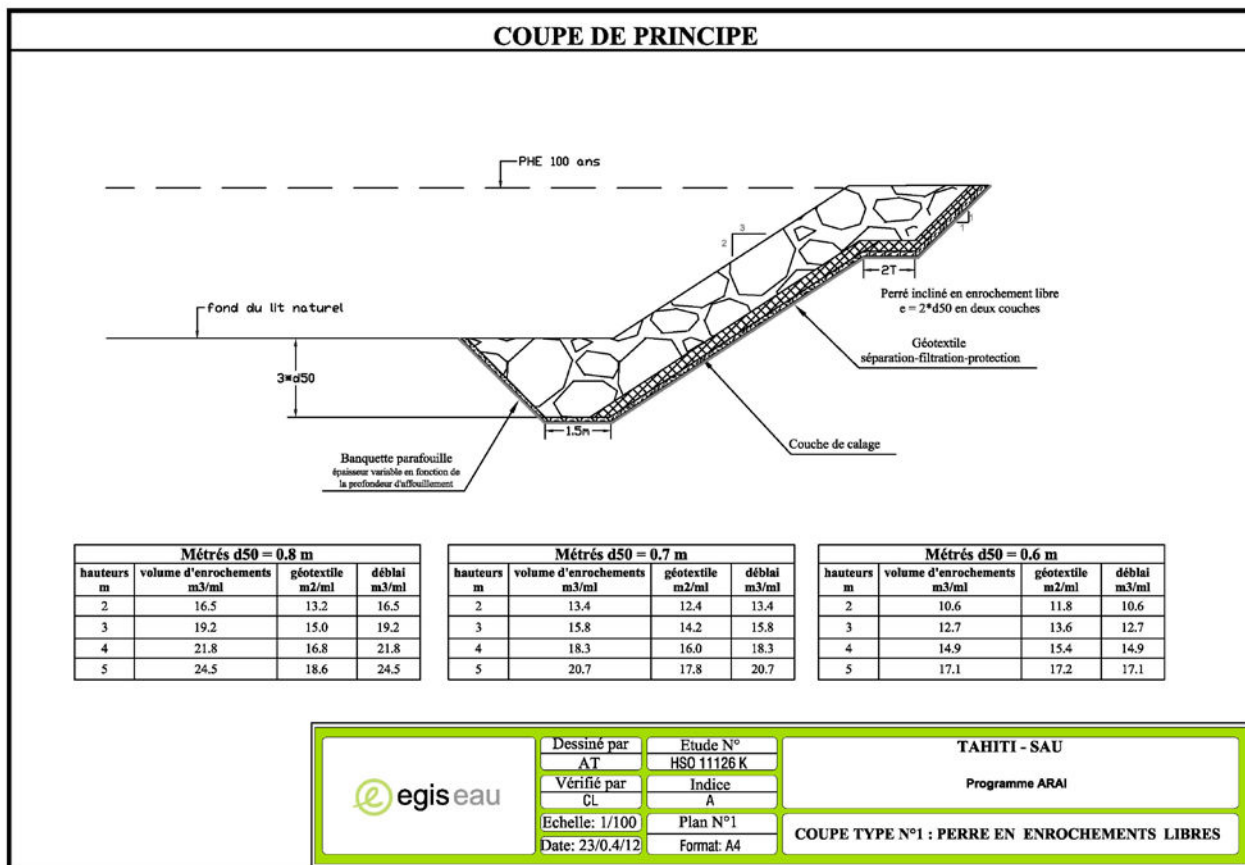 COUPE DE PRINCIPE
PHE 100 ans
3
2
1
2T
fond du lit naturel
Perré incliné en enrochement libre
e = 2*d50 en deux couches
Géotextile
séparation-filtration-protection
3*d50
1.5m
Couche de calage
Banquette parafouille
épaisseur variable en fonction de
la profondeur d'affouillement
Métrés d50 = 0.8 m
hauteurs volume d'enrochements géotextile déblai
m m3/ml m2/ml m3/ml
2 16.5 13.2 16.5
3 19.2 15.0 19.2
4 21.8 16.8 21.8
5 24.5 18.6 24.5
Métrés d50 = 0.7 m
hauteurs volume d'enrochements géotextile déblai
m m3/ml m2/ml m3/ml
2 13.4 12.4 13.4
3 15.8 14.2 15.8
4 18.3 16.0 18.3
5 20.7 17.8 20.7
Métrés d50 = 0.6 m
hauteurs volume d'enrochements géotextile déblai
m m3/ml m2/ml m3/ml
2 10.6 11.8 10.6
3 12.7 13.6 12.7
4 14.9 15.4 14.9
5 17.1 17.2 17.1
egis eau
Dessiné par
AT
Vérifié par
CL
Echelle: 1/100
Date: 23/0.4/12
Etude N°
HSO 11126 K
Indice
A
Plan N°1
Format: A4
TAHITI - SAU
Programme ARAI
COUPE TYPE N°1 : PERRE EN ENROCHEMENTS LIBRES